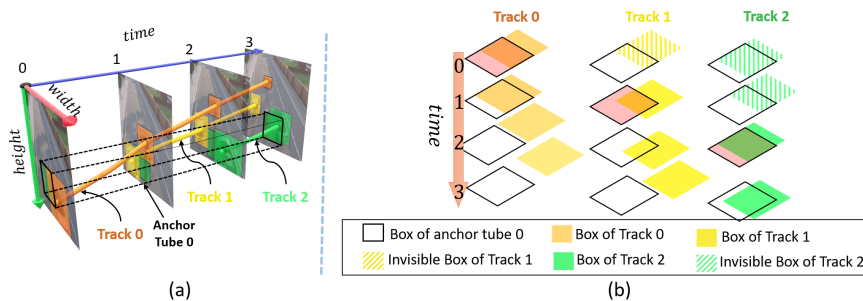 time
0
1
2
3
width
height
Track 0
Anchor
Tube 0
Track 1
Track 2
(a)
Track 0
Track 1
Track 2
time
0
1
2
3
Box of anchor tube 0
Box of Track 0
Box of Track 1
Invisible Box of Track 1
Box of Track 2
Invisible Box of Track 2
(b)